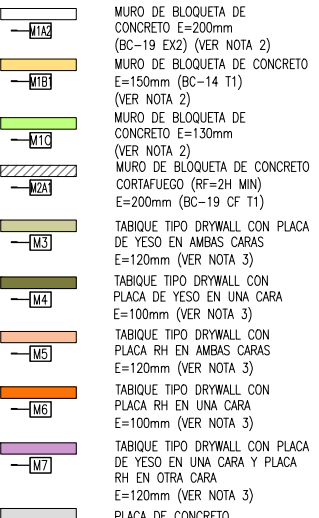 MURO DE BLOQUETA DE
CONCRETO E=200mm
M1A2
(BC-19 EX2) (VER NOTA 2)
MURO DE BLOQUETA DE CONCRETO
E=150mm (BC-14 T1)
M1B1
(VER NOTA 2)
MURO DE BLOQUETA DE
CONCRETO E=130mm
M1C
(VER NOTA 2)
MURO DE BLOQUETA DE CONCRETO
CORTAFUEGO (RF=2H MIN)
M2A1
E=200mm (BC-19 CF T1)
TABIQUE TIPO DRYWALL CON PLACA
DE YESO EN AMBAS CARAS
M3
E=120mm (VER NOTA 3)
TABIQUE TIPO DRYWALL CON
PLACA DE YESO EN UNA CARA
M4
E=100mm (VER NOTA 3)
TABIQUE TIPO DRYWALL CON
PLACA RH EN AMBAS CARAS
M5
E=120mm (VER NOTA 3)
TABIQUE TIPO DRYWALL CON
PLACA RH EN UNA CARA
M6
E=100mm (VER NOTA 3)
TABIQUE TIPO DRYWALL CON PLACA
DE YESO EN UNA CARA Y PLACA
M7
RH EN OTRA CARA
E=120mm (VER NOTA 3)
PLACA DE CONCRETO